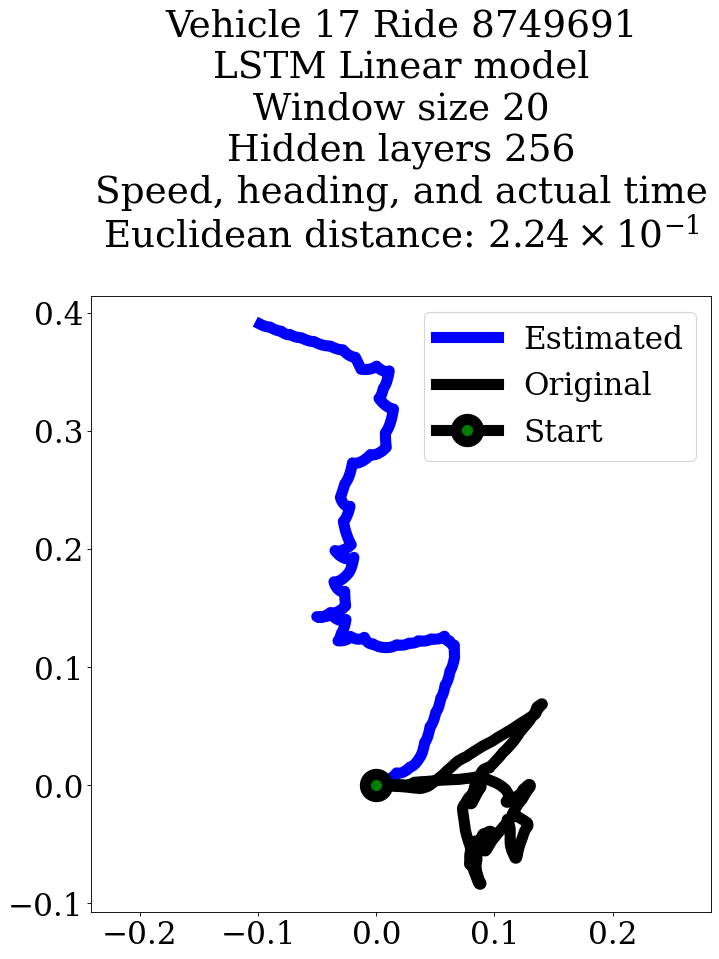 Vehicle 17 Ride 8749691
LSTM Linear model
Window size 20
Hidden layers 256
Speed, heading, and actual time
Euclidean distance: 2.24 × 10⁻¹
Estimated
Original
Start
0.4
0.3
0.2
0.1
0.0
−0.1
−0.2
−0.1
0.0
0.1
0.2